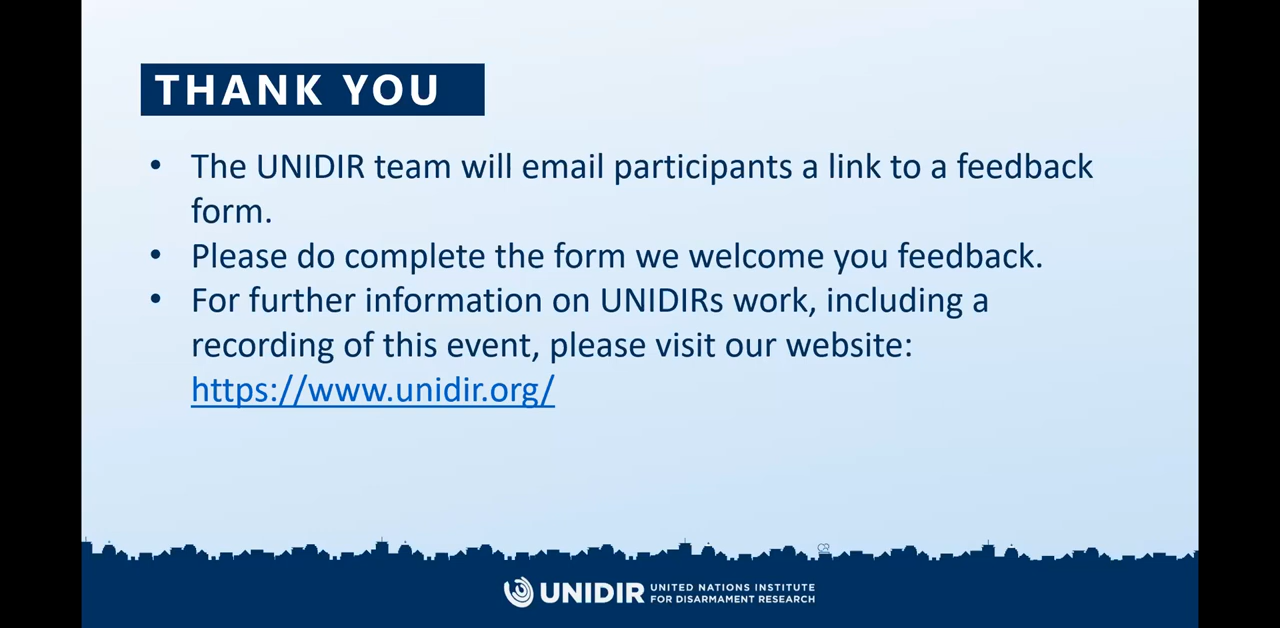 THANK YOU
• The UNIDIR team will email participants a link to a feedback
form.
• Please do complete the form we welcome you feedback.
• For further information on UNIDIRs work, including a
recording of this event, please visit our website:
https://www.unidir.org/
UNIDIR UNITED NATIONS INSTITUTE
FOR DISARMAMENT RESEARCH